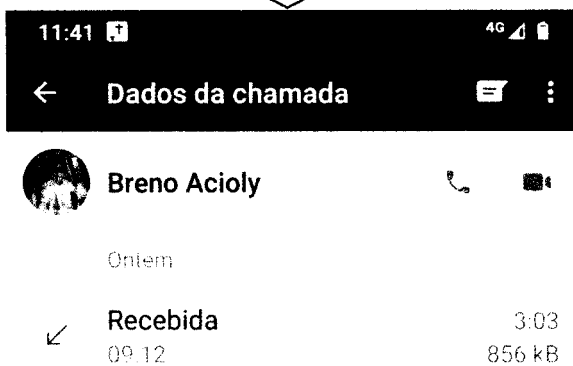 11:41 4G
Dados da chamada
Breno Acioly
Ontem
Recebida 3:03
09:12 856 kB